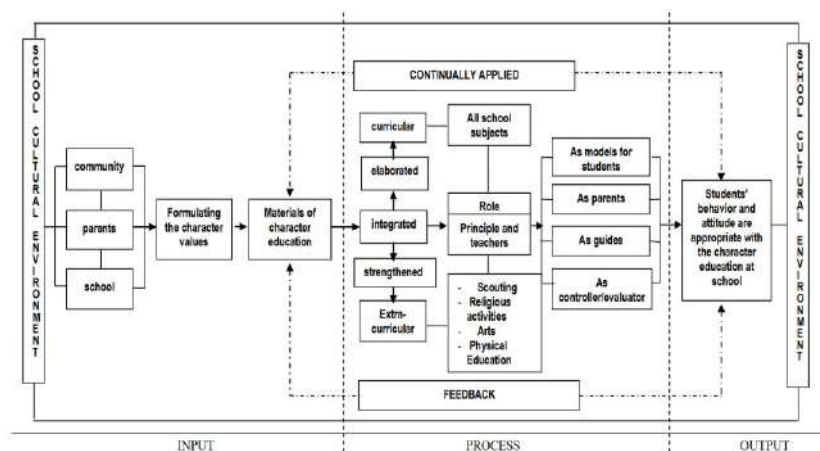 SCHOOL CULTURAL ENVIRONMENT
community
parents
school
Formulating
the character
values
Materials of
character
education
CONTINUALLY APPLIED
curricular
elaborated
integrated
strengthened
Extra-
curricular
All school
subjects
Role
Principle and
teachers
- Scouting
- Religious
activities
- Arts
- Physical
Education
As models for
students
As parents
As guides
As
controller/evaluator
FEEDBACK
Students'
behavior and
attitude are
appropriate with
the character
education at
school
SCHOOL CULTURAL ENVIRONMENT
INPUT
PROCESS
OUTPUT